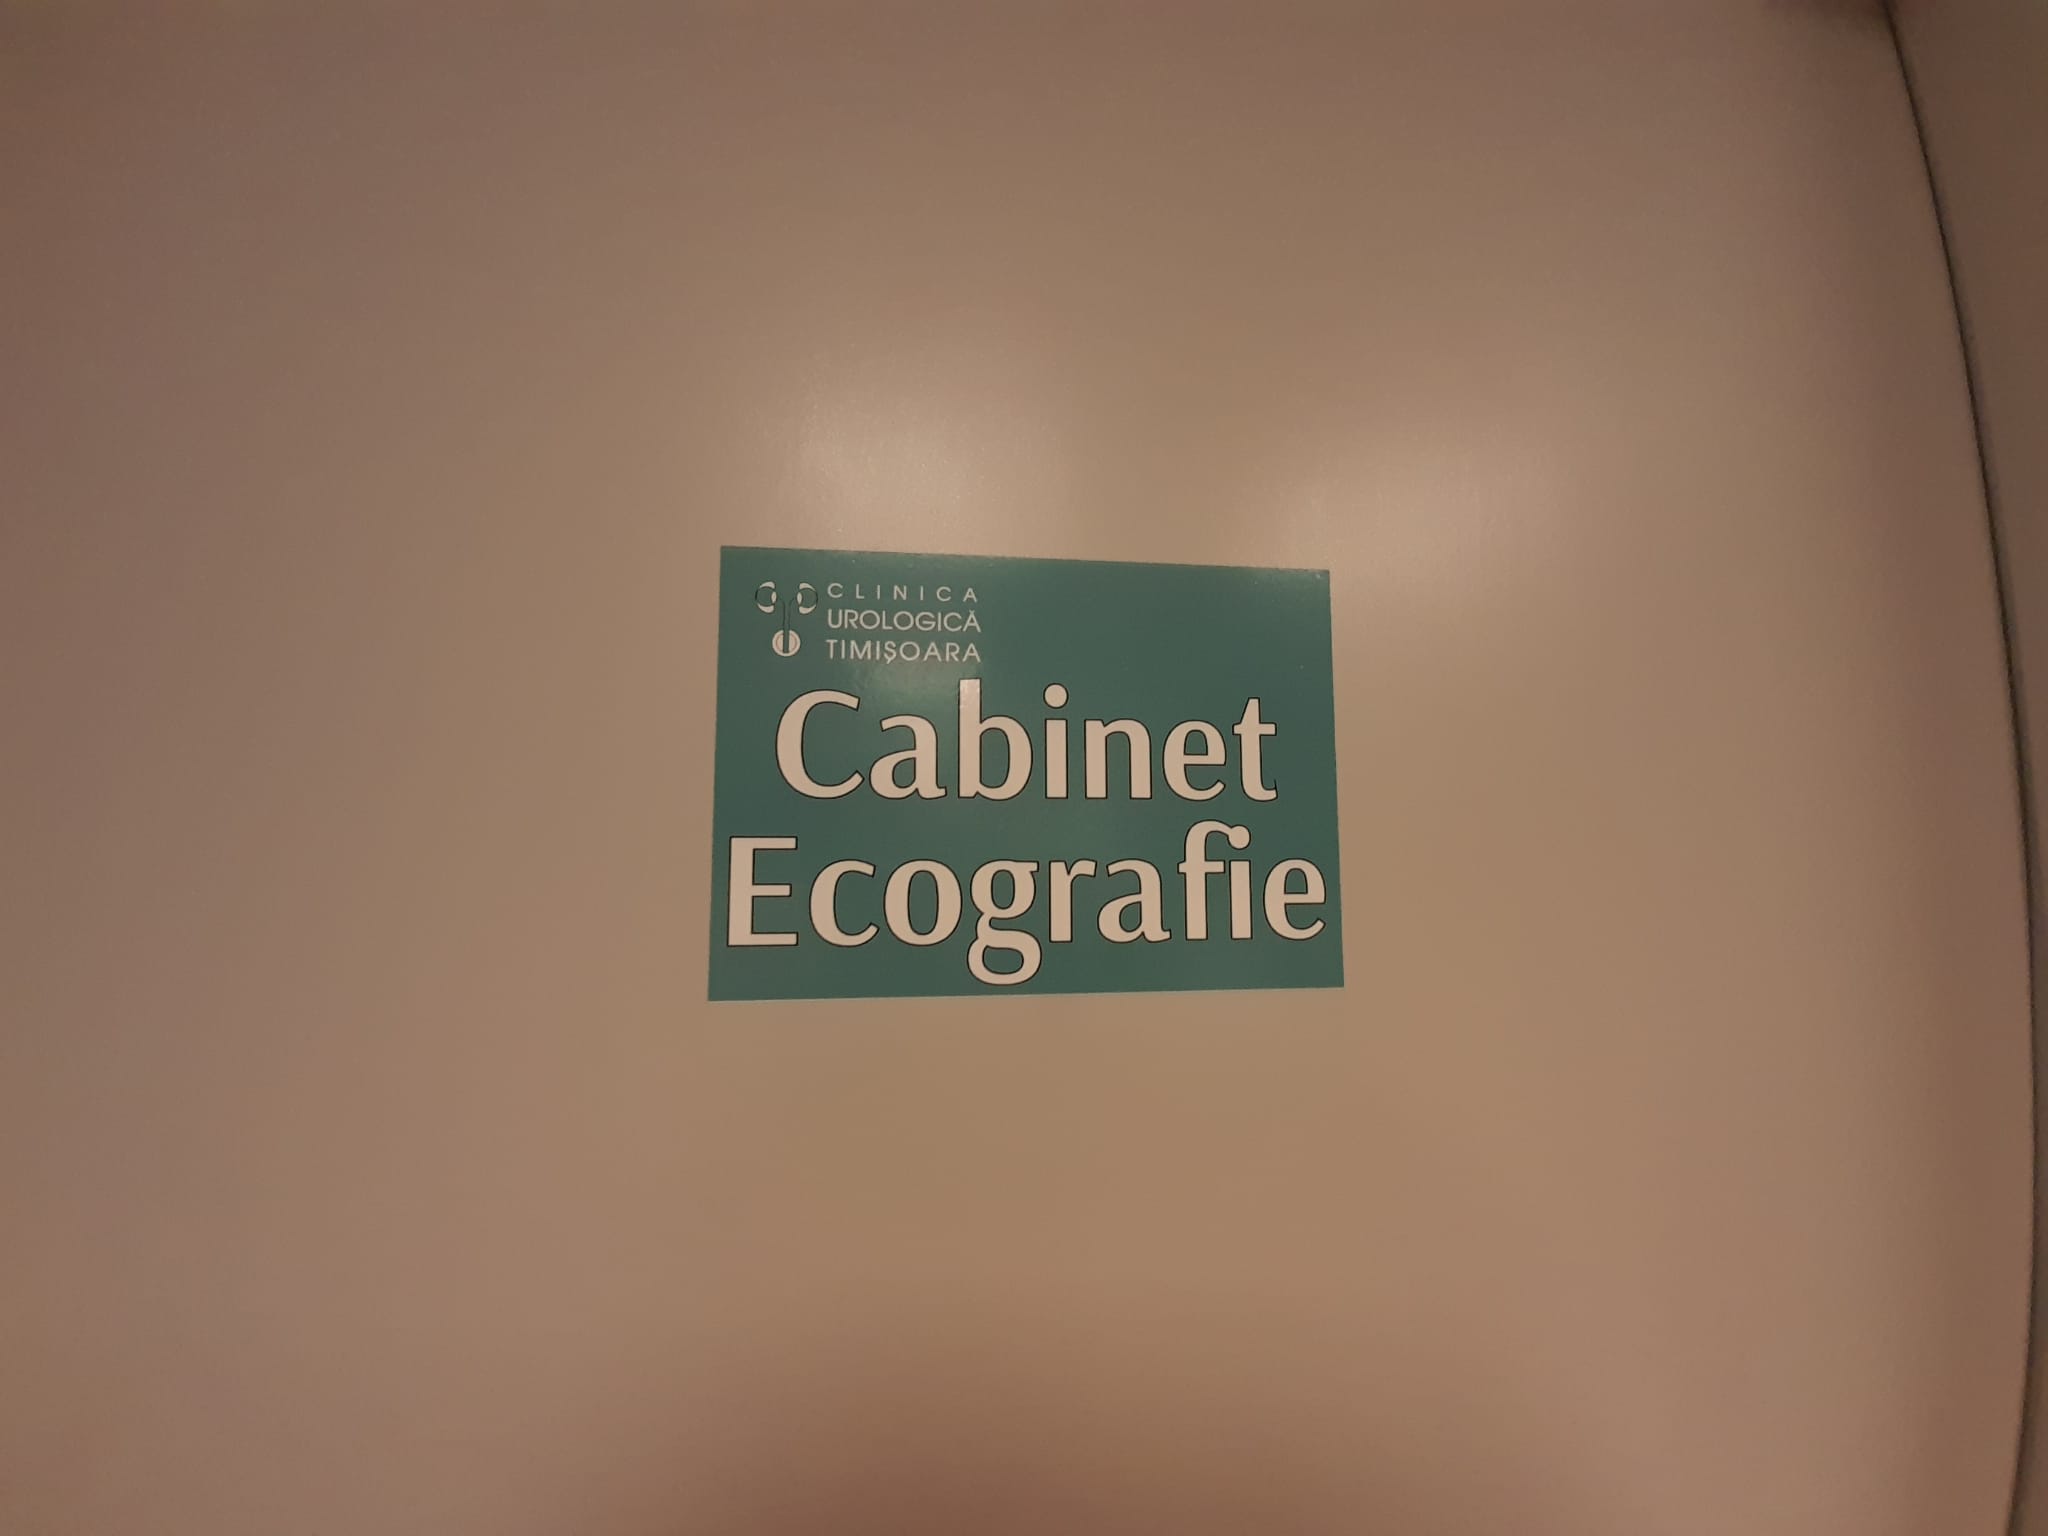 CLINICA
UROLOGICĂ
TIMIȘOARA
Cabinet
Ecografie